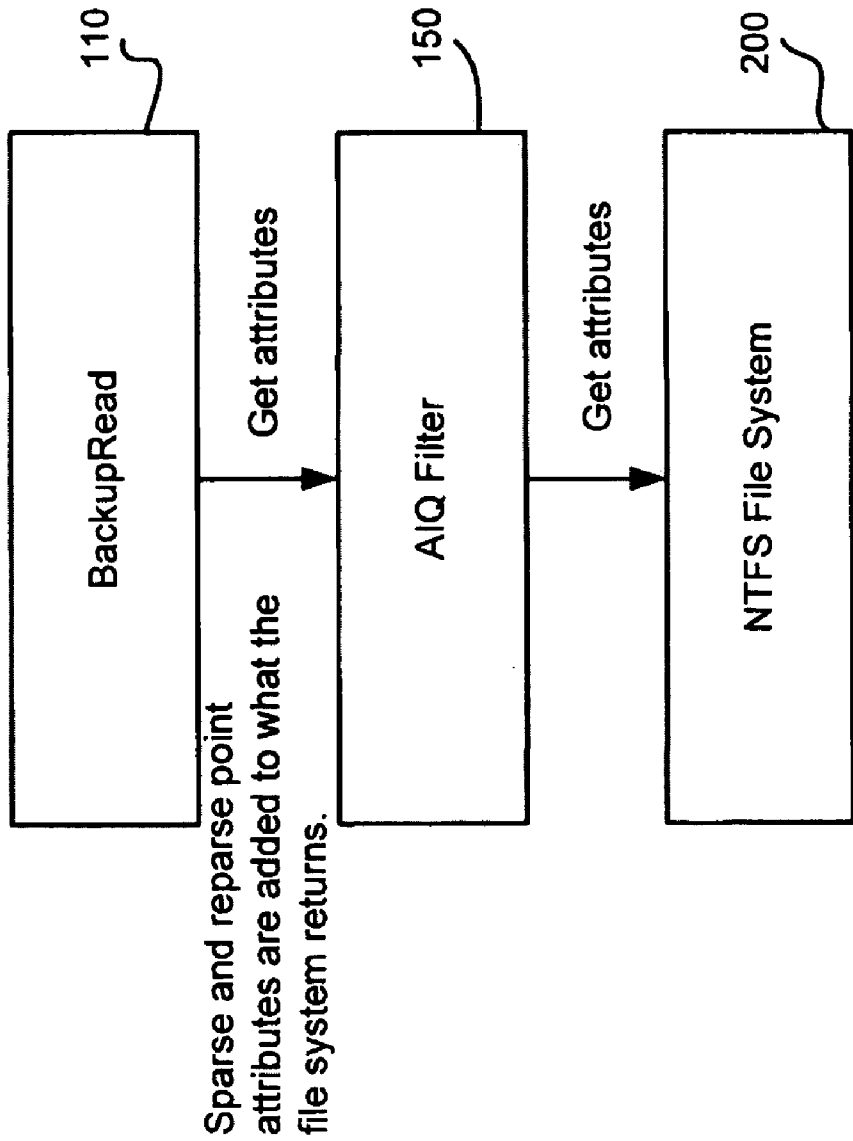 BackupRead
110
Get attributes
Sparse and reparse point
attributes are added to what the
file system returns.
AIQ Filter
150
Get attributes
NTFS File System
200